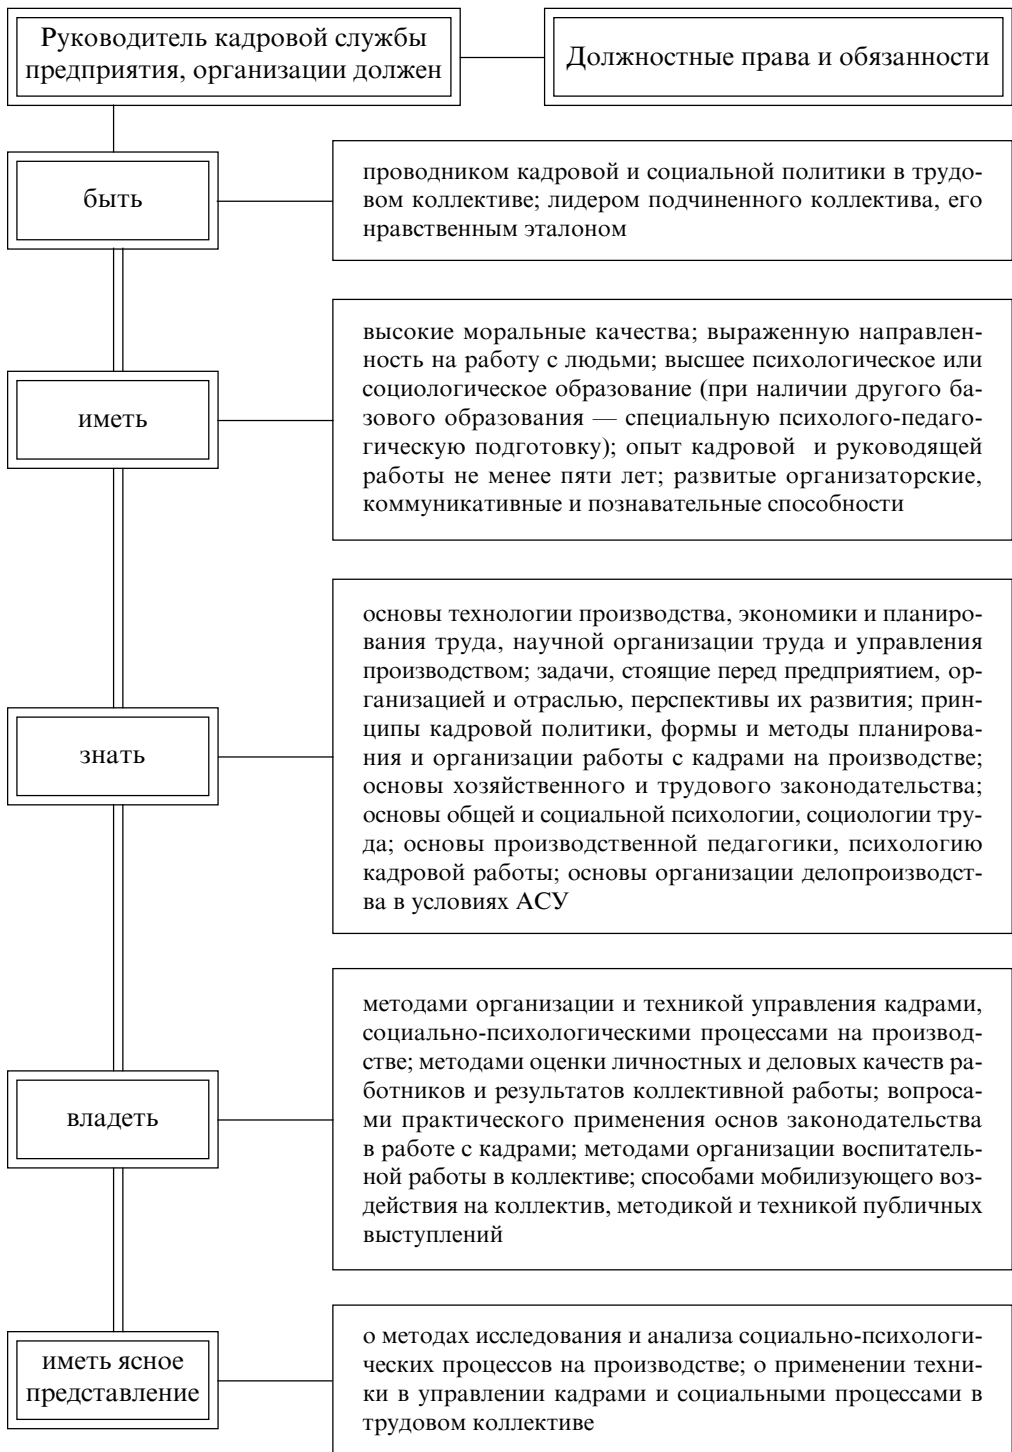 Руководитель кадровой службы
предприятия, организации должен
Должностные права и обязанности
быть
проводником кадровой и социальной политики в трудо-
вом коллективе; лидером подчиненного коллектива, его
нравственным эталоном
иметь
высокие моральные качества; выраженную направлен-
ность на работу с людьми; высшее психологическое или
социологическое образование (при наличии другого ба-
зового образования — специальную психолого-педаго-
гическую подготовку); опыт кадровой и руководящей
работы не менее пяти лет; развитые организаторские,
коммуникативные и познавательные способности
знать
основы технологии производства, экономики и планиро-
вания труда, научной организации труда и управления
производством; задачи, стоящие перед предприятием, ор-
ганизацией и отраслью, перспективы их развития; прин-
ципы кадровой политики, формы и методы планирова-
ния и организации работы с кадрами на производстве;
основы хозяйственного и трудового законодательства;
основы общей и социальной психологии, социологии тру-
да; основы производственной педагогики, психологию
кадровой работы; основы организации делопроизводст-
ва в условиях АСУ
владеть
методами организации и техникой управления кадрами,
социально-психологическими процессами на производ-
стве; методами оценки личностных и деловых качеств ра-
ботников и результатов коллективной работы; вопроса-
ми практического применения основ законодательства
в работе с кадрами; методами организации воспитатель-
ной работы в коллективе; способами мобилизующего воз-
действия на коллектив, методикой и техникой публичных
выступлений
иметь ясное
представление
о методах исследования и анализа социально-психологи-
ческих процессов на производстве; о применении техни-
ки в управлении кадрами и социальными процессами в
трудовом коллективе